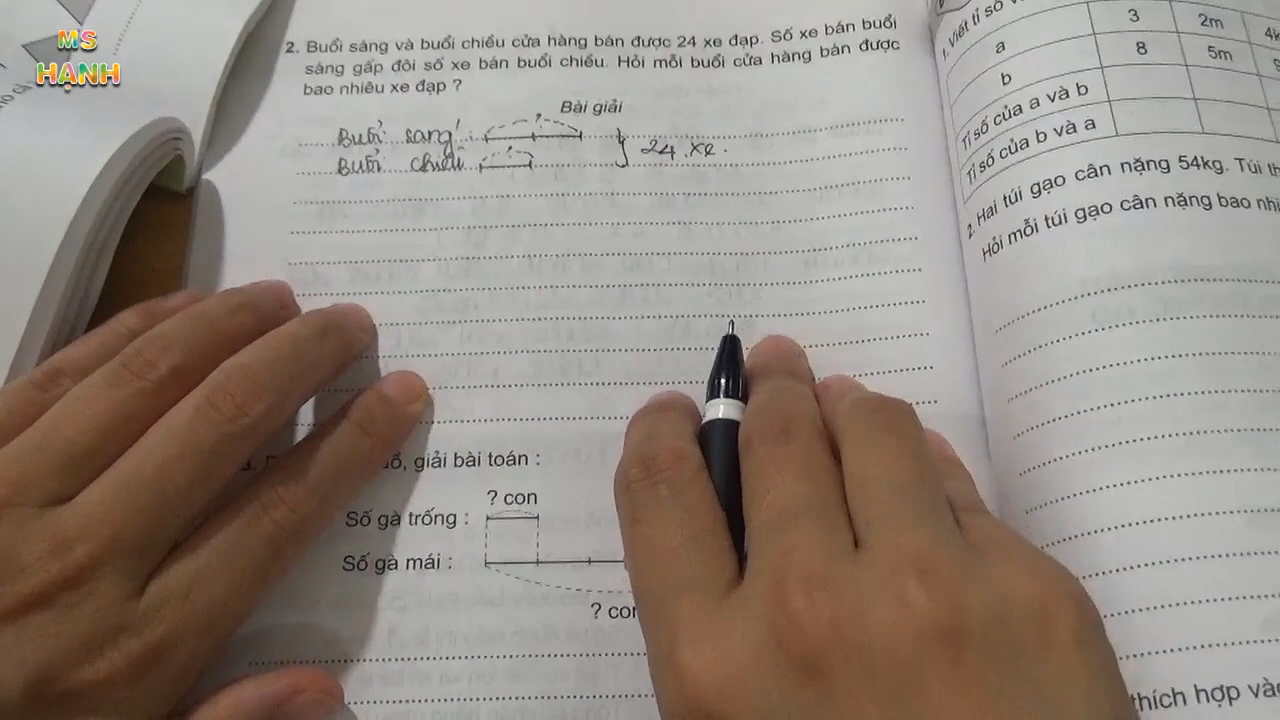 MS
HẠNH
2. Buổi sáng và buổi chiều cửa hàng bán được 24 xe đạp. Số xe bán buổi
sáng gấp đôi số xe bán buổi chiều. Hỏi mỗi buổi cửa hàng bán được
bao nhiêu xe đạp ?
Bài giải
?
Buổi sáng :
?
Buổi chiều
24 xe.
giải bài toán :
? con
Số gà trống :
Số gà mái :
?
1. Viết tỉ số
a 3 2m
b 8 5m
Tỉ số của a và b
Tỉ số của b và a
2. Hai túi gạo cân nặng 54kg. Túi
Hỏi mỗi túi gạo cân nặng bao
thích hợp